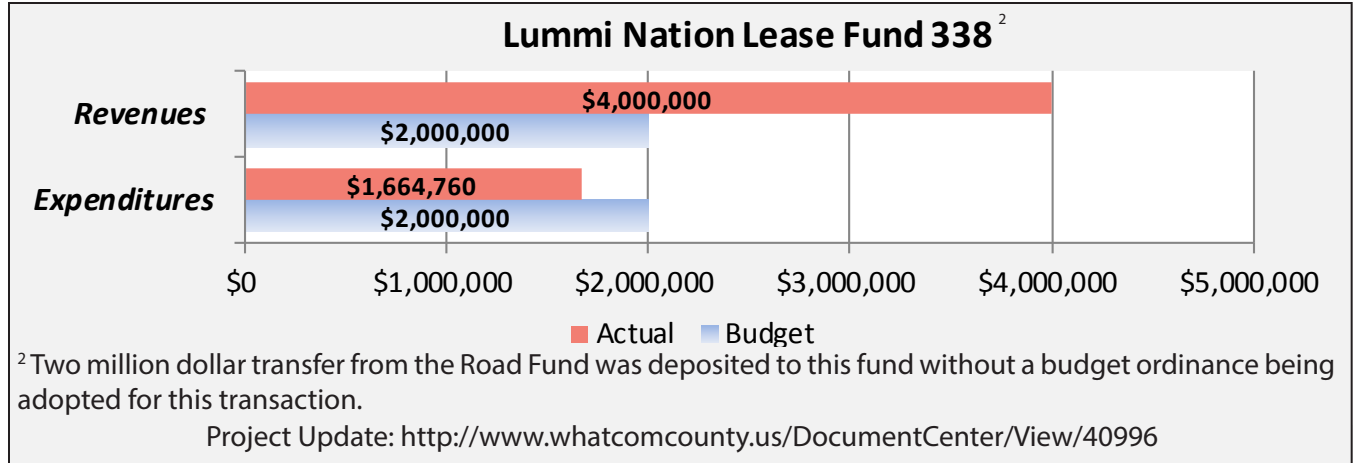 Lummi Nation Lease Fund 338 ²
Revenues
$4,000,000
$2,000,000
Expenditures
$1,664,760
$2,000,000
$0 $1,000,000 $2,000,000 $3,000,000 $4,000,000 $5,000,000
Actual Budget
² Two million dollar transfer from the Road Fund was deposited to this fund without a budget ordinance being
adopted for this transaction.
Project Update: http://www.whatcomcounty.us/DocumentCenter/View/40996